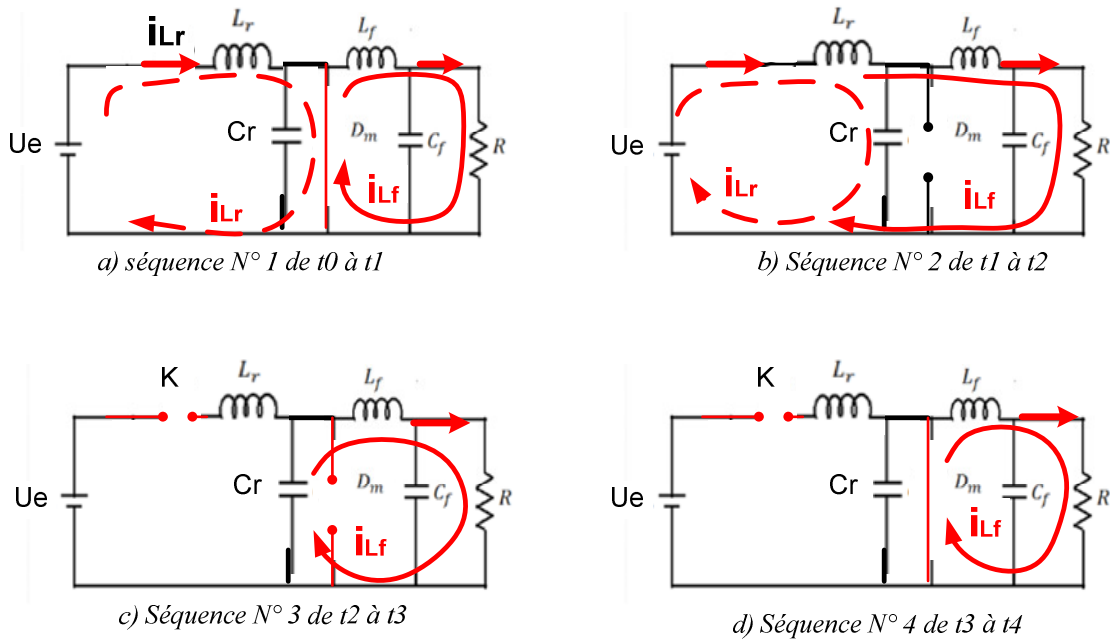 iLr
Lr
Lf
Ue
Cr
Dm
Cf
R
iLr
iLf
a) séquence N° 1 de t0 à t1
Lr
Lf
Ue
Cr
Dm
Cf
R
iLr
iLf
b) Séquence N° 2 de t1 à t2
K
Lr
Lf
Ue
Cr
Dm
Cf
R
iLf
c) Séquence N° 3 de t2 à t3
K
Lr
Lf
Ue
Cr
Dm
Cf
R
iLf
d) Séquence N° 4 de t3 à t4